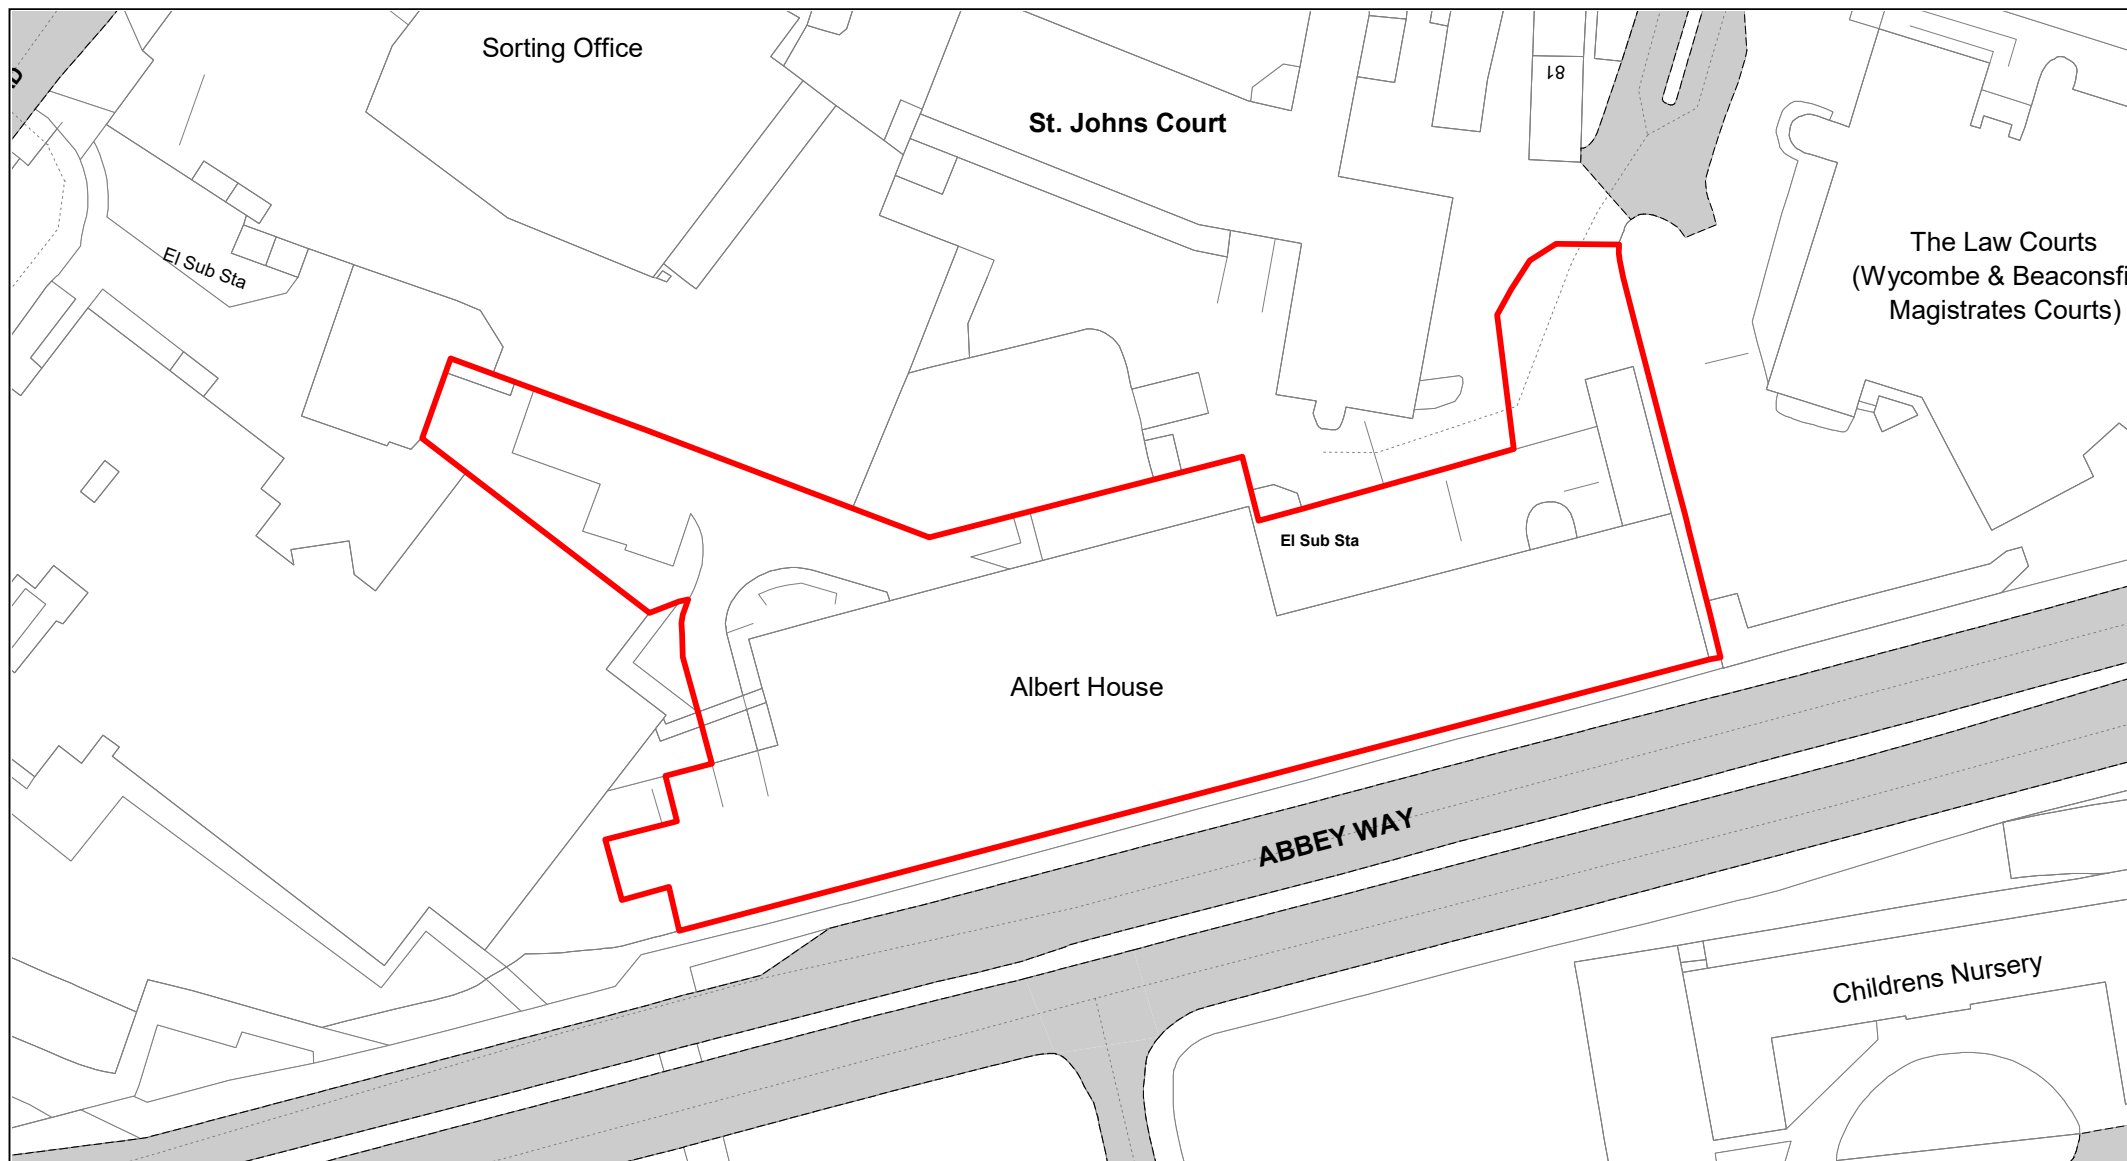 Sorting Office
81
St. Johns Court
The Law Courts
(Wycombe & Beaconsfi
Magistrates Courts)
El Sub Sta
El Sub Sta
Albert House
ABBEY WAY
Childrens Nursery